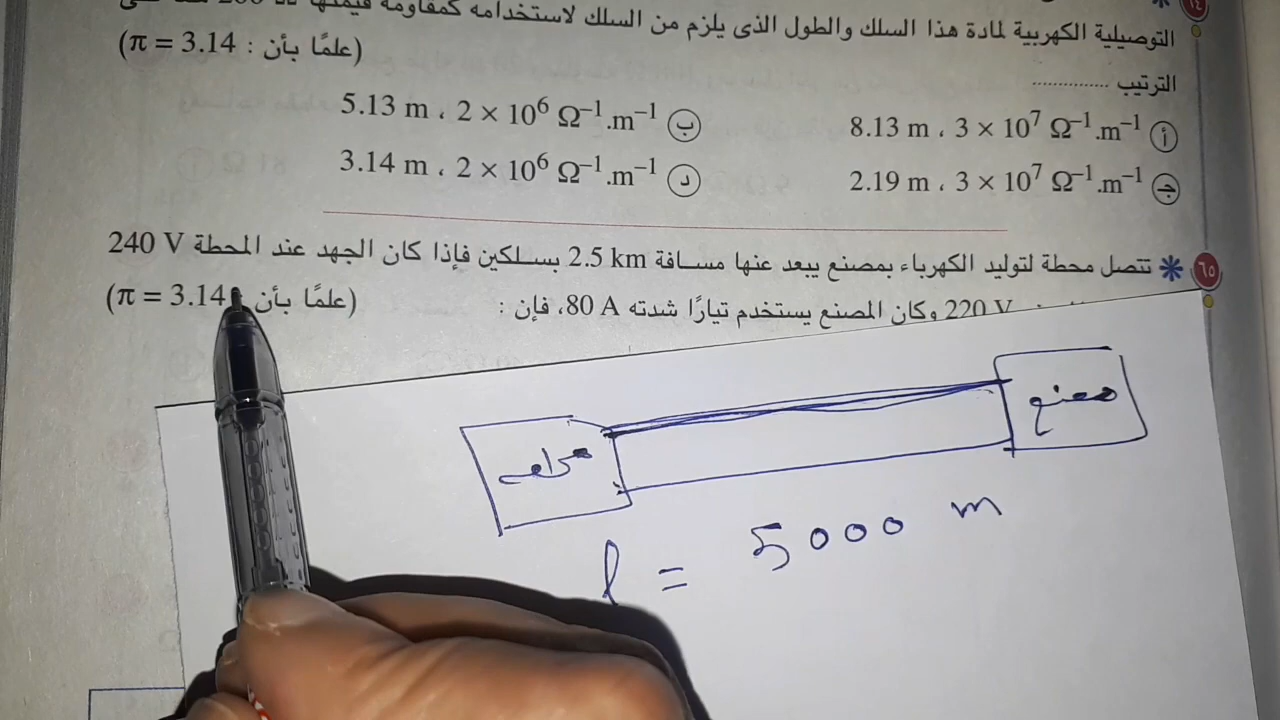 ١٤ *
التوصيلية الكهربية لمادة هذا السلك والطول الذى يلزم من السلك لاستخدامه كمقاومة قيمتها
(علمًا بأن : π = 3.14)
الترتيب ..............
أ 3 × 10⁷ Ω⁻¹.m⁻¹ ، 8.13 m
ب 2 × 10⁶ Ω⁻¹.m⁻¹ ، 5.13 m
جـ 3 × 10⁷ Ω⁻¹.m⁻¹ ، 2.19 m
د 2 × 10⁶ Ω⁻¹.m⁻¹ ، 3.14 m
٦٥ * تتصل محطة لتوليد الكهرباء بمصنع يبعد عنها مسافة 2.5 km بسلكين فإذا كان الجهد عند المحطة 240 V
220 V وكان المصنع يستخدم تيارًا شدته 80 A، فإن :
(علمًا بأن : π = 3.14)
مصنع
l = 5000 m